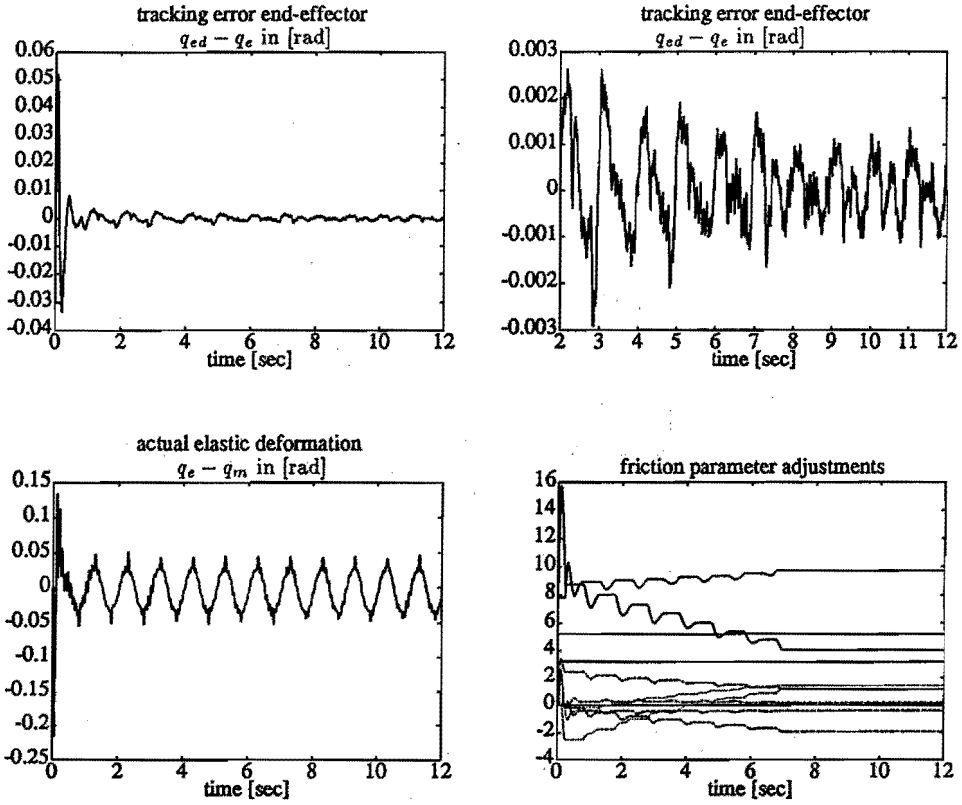 tracking error end-effector
q_ed − q_e in [rad]
0.06
0.05
0.04
0.03
0.02
0.01
0
-0.01
-0.02
-0.03
-0.04
0 2 4 6 8 10 12
time [sec]
tracking error end-effector
q_ed − q_e in [rad]
0.003
0.002
0.001
0
-0.001
-0.002
-0.003
2 3 4 5 6 7 8 9 10 11 12
time [sec]
actual elastic deformation
q_e − q_m in [rad]
0.15
0.1
0.05
0
-0.05
-0.1
-0.15
-0.2
-0.25
0 2 4 6 8 10 12
time [sec]
friction parameter adjustments
16
14
12
10
8
6
4
2
0
-2
-4
0 2 4 6 8 10 12
time [sec]